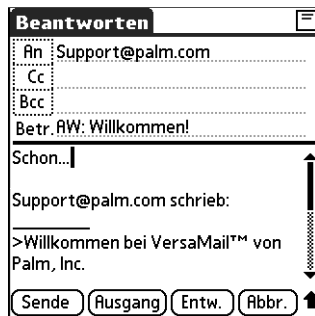 Beantworten
An Support@palm.com
Cc
Bcc
Betr. AW: Willkommen!
Schon...
Support@palm.com schrieb:
>Willkommen bei VersaMail™ von
Palm, Inc.
Sende Ausgang Entw. Abbr.